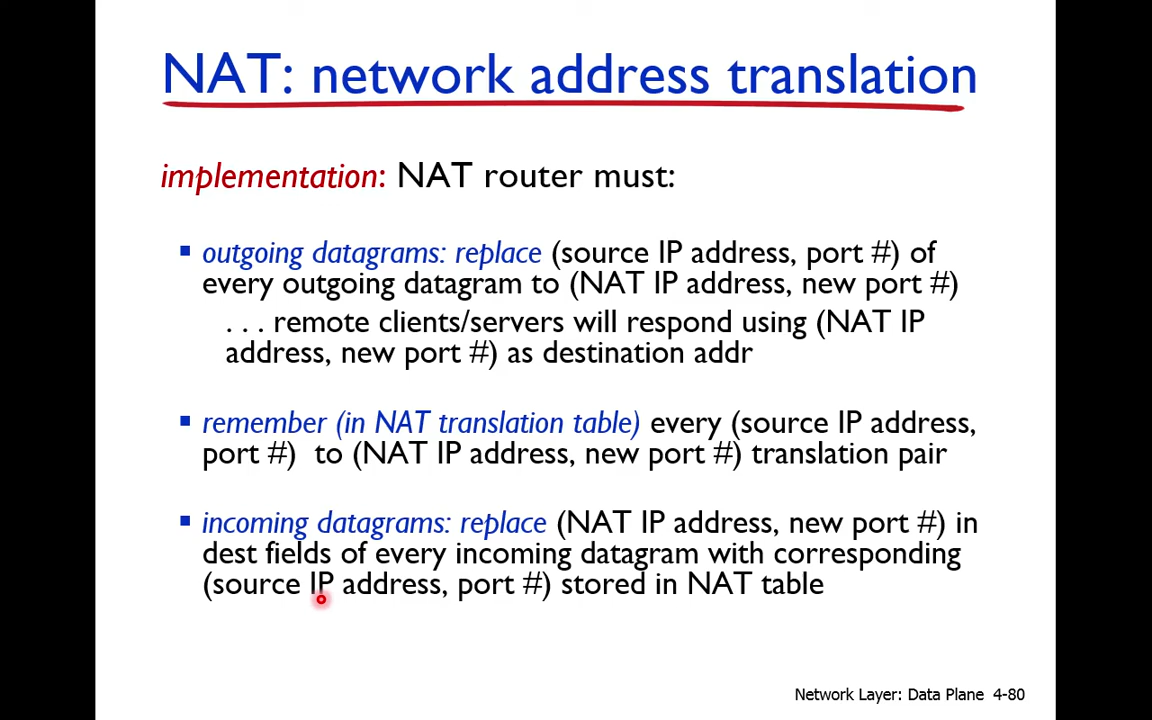 NAT: network address translation
implementation: NAT router must:
▪ outgoing datagrams: replace (source IP address, port #) of
every outgoing datagram to (NAT IP address, new port #)
. . . remote clients/servers will respond using (NAT IP
address, new port #) as destination addr
▪ remember (in NAT translation table) every (source IP address,
port #) to (NAT IP address, new port #) translation pair
▪ incoming datagrams: replace (NAT IP address, new port #) in
dest fields of every incoming datagram with corresponding
(source IP address, port #) stored in NAT table
Network Layer: Data Plane 4-80